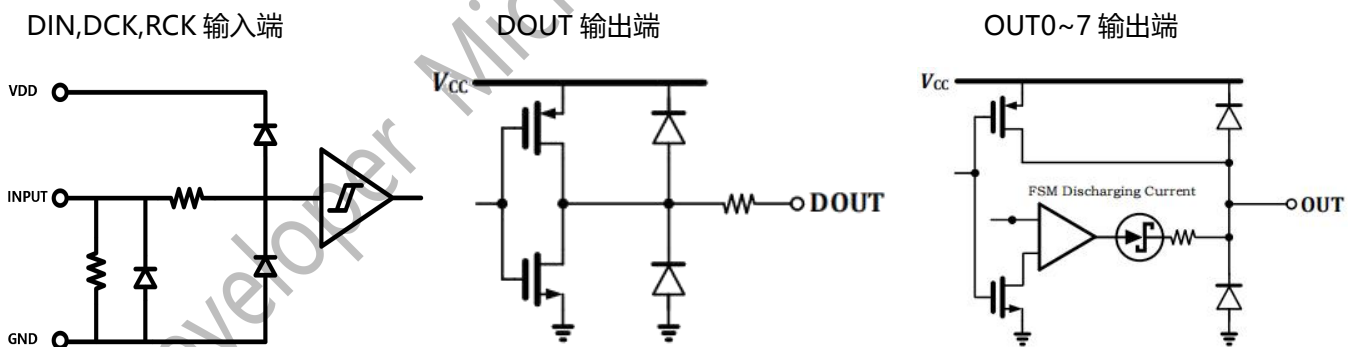 DIN,DCK,RCK 输入端
DOUT 输出端
OUT0~7 输出端
VDD
INPUT
GND
VCC
DOUT
VCC
FSM Discharging Current
OUT